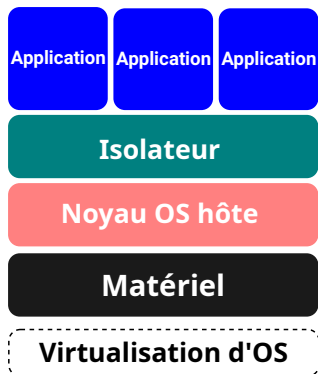 Application Application Application
Isolateur
Noyau OS hôte
Matériel
Virtualisation d'OS